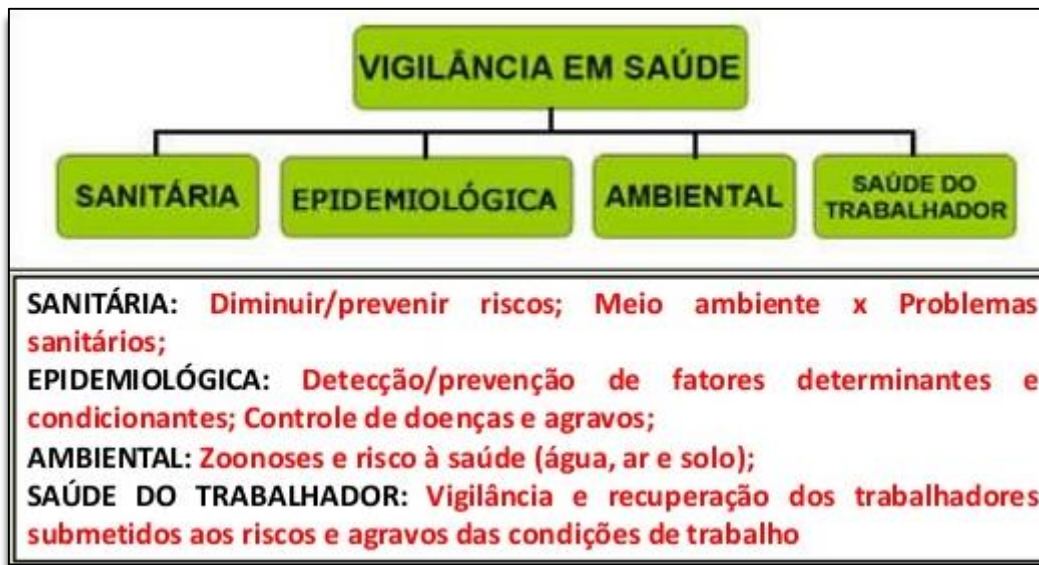 VIGILÂNCIA EM SAÚDE
SANITÁRIA
EPIDEMIOLÓGICA
AMBIENTAL
SAÚDE DO
TRABALHADOR
SANITÁRIA: Diminuir/prevenir riscos; Meio ambiente x Problemas
sanitários;
EPIDEMIOLÓGICA: Detecção/prevenção de fatores determinantes e
condicionantes; Controle de doenças e agravos;
AMBIENTAL: Zoonoses e risco à saúde (água, ar e solo);
SAÚDE DO TRABALHADOR: Vigilância e recuperação dos trabalhadores
submetidos aos riscos e agravos das condições de trabalho